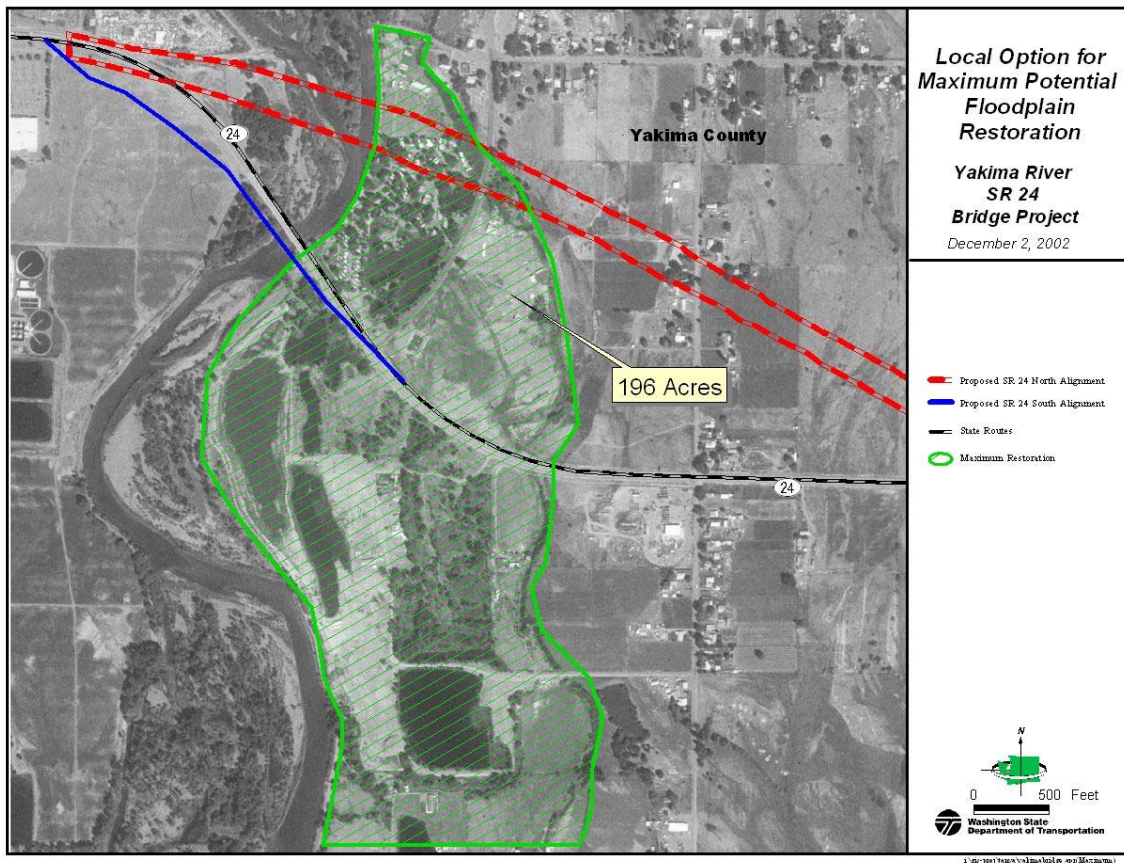 Local Option for
Maximum Potential
Floodplain
Restoration
Yakima River
SR 24
Bridge Project
December 2, 2002
24
Yakima County
196 Acres
24
Proposed SR 24 North Alignment
Proposed SR 24 South Alignment
State Routes
Maximum Restoration
N
0 500 Feet
Washington State
Department of Transportation